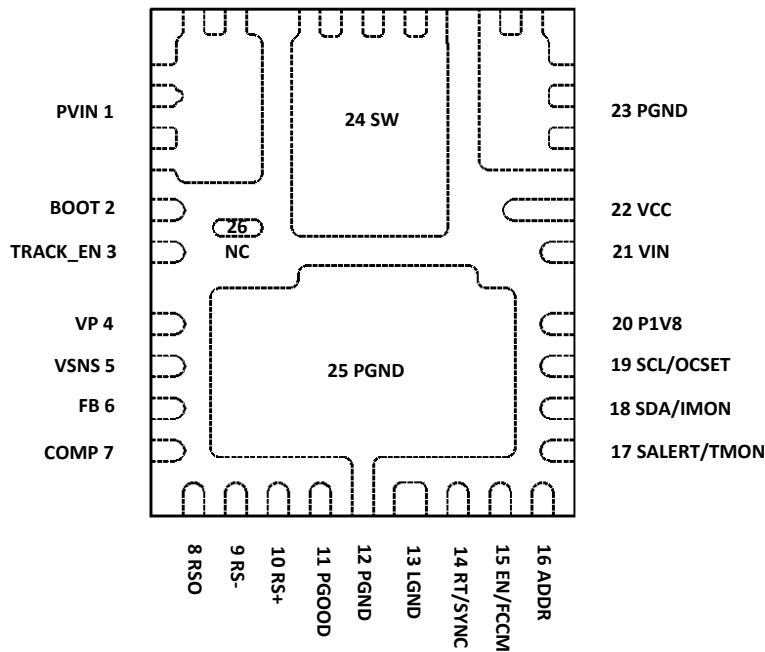 PVIN 1
24 SW
23 PGND
BOOT 2
22 VCC
26
NC
TRACK_EN 3
21 VIN
VP 4
20 P1V8
VSNS 5
25 PGND
19 SCL/OCSET
FB 6
18 SDA/IMON
COMP 7
17 SALERT/TMON
8 RSO
9 RS-
10 RS+
11 PGOOD
12 PGND
13 LGND
14 RT/SYNC
15 EN/FCCM
16 ADDR